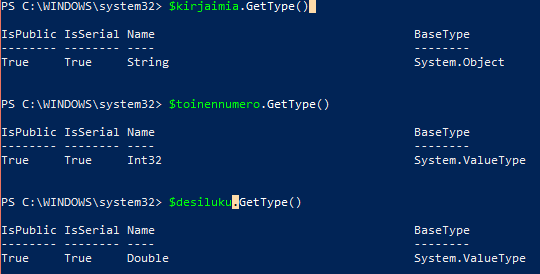 PS C:\WINDOWS\system32> $kirjaimia.GetType()
IsPublic IsSerial Name BaseType
-------- -------- ---- --------
True True String System.Object
PS C:\WINDOWS\system32> $toinennumero.GetType()
IsPublic IsSerial Name BaseType
-------- -------- ---- --------
True True Int32 System.ValueType
PS C:\WINDOWS\system32> $desiluku.GetType()
IsPublic IsSerial Name BaseType
-------- -------- ---- --------
True True Double System.ValueType